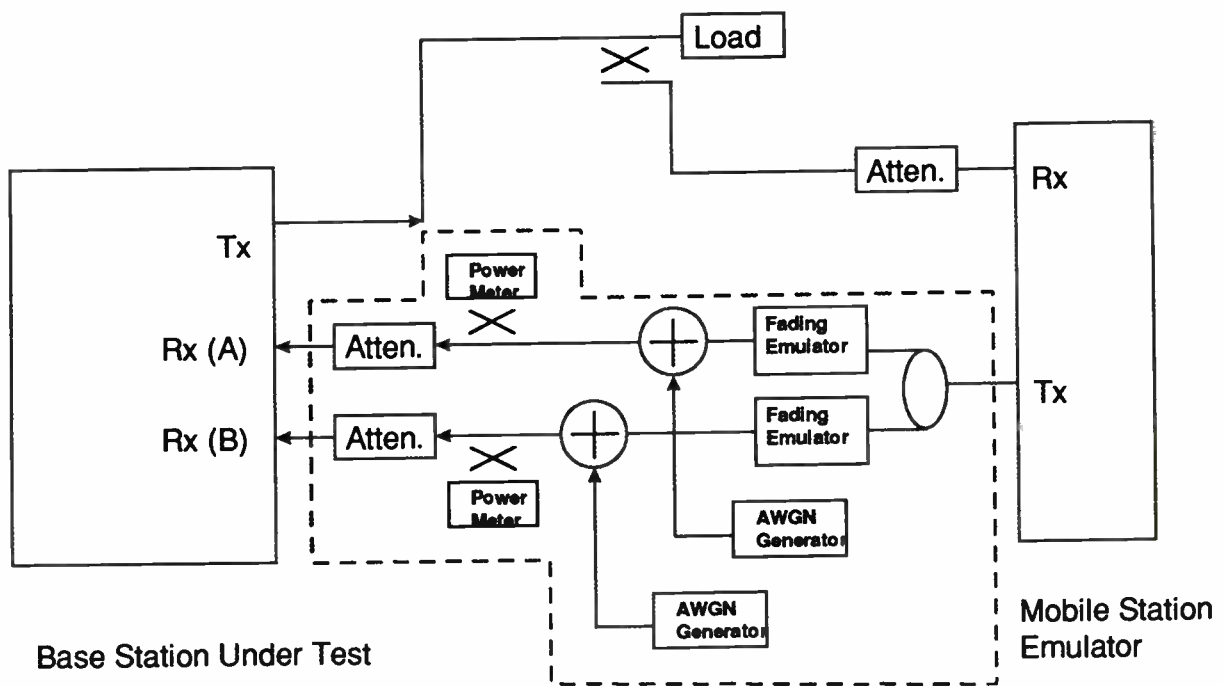 Load
Atten.
Rx
Tx
Power
Meter
Rx (A)
Atten.
Fading
Emulator
Tx
Rx (B)
Atten.
Fading
Emulator
Power
Meter
AWGN
Generator
AWGN
Generator
Base Station Under Test
Mobile Station
Emulator